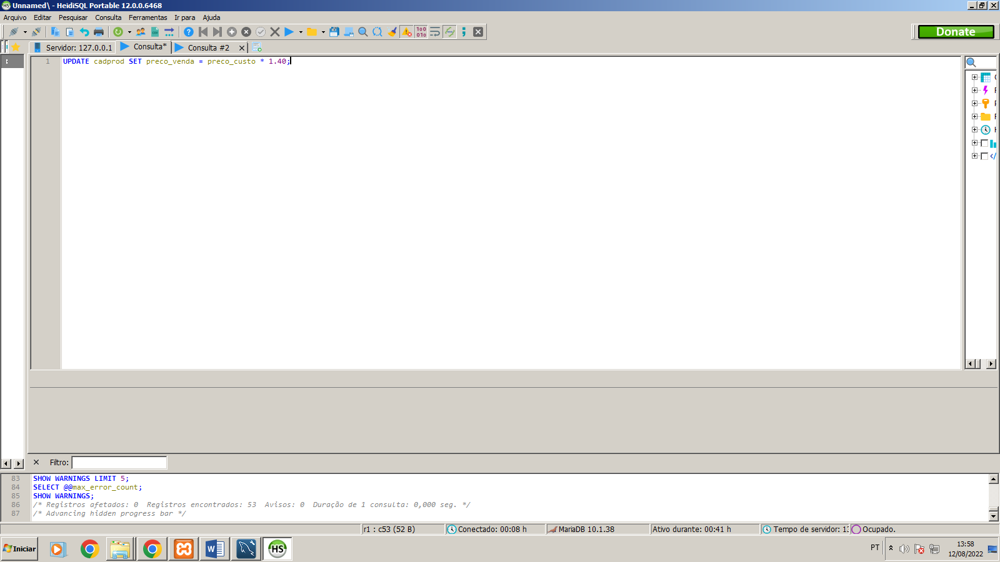 Unnamed\ - HeidiSQL Portable 12.0.0.6468
Arquivo Editar Pesquisar Consulta Ferramentas Ir para Ajuda
Donate
Servidor: 127.0.0.1 Consulta* Consulta #2
1 UPDATE cadprod SET preco_venda = preco_custo * 1.40;
Filtro:
83 SHOW WARNINGS LIMIT 5;
84 SELECT @@max_error_count;
85 SHOW WARNINGS;
86 /* Registros afetados: 0 Registros encontrados: 53 Avisos: 0 Duração de 1 consulta: 0,000 seg. */
87 /* Advancing hidden progress bar */
r1 : c53 (52 B) Conectado: 00:08 h MariaDB 10.1.38 Ativo durante: 00:41 h Tempo de servidor: 13 Ocupado.
Iniciar
HS
PT
13:58
12/08/2022